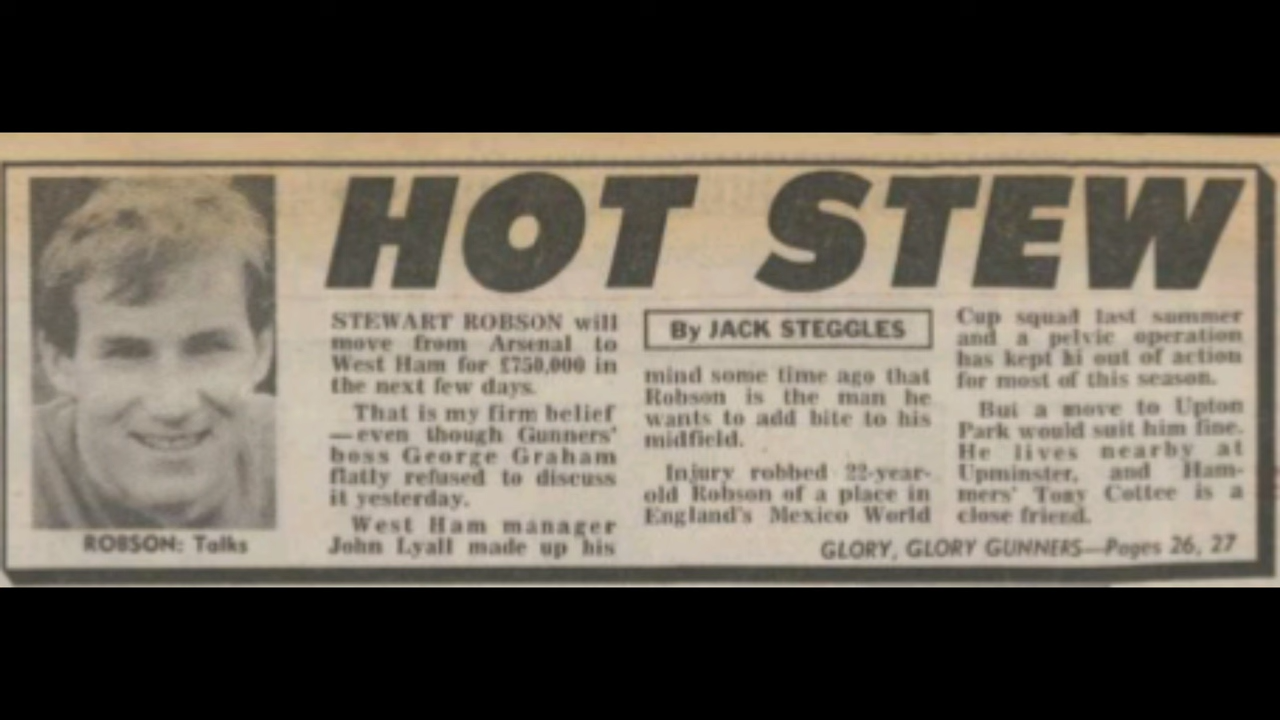 HOT STEW
STEWART ROBSON will
move from Arsenal to
West Ham for £750,000 in
the next few days.
That is my firm belief
—even though Gunners'
boss George Graham
flatly refused to discuss
it yesterday.
West Ham manager
John Lyall made up his
By JACK STEGGLES
mind some time ago that
Robson is the man he
wants to add bite to his
midfield.
Injury robbed 22-year-
old Robson of a place in
England's Mexico World
Cup squad last summer
and a pelvic operation
has kept hi out of action
for most of this season.
But a move to Upton
Park would suit him fine.
He lives nearby at
Upminster, and Ham-
mers' Tony Cottee is a
close friend.
ROBSON: Talks
GLORY, GLORY GUNNERS—Pages 26, 27